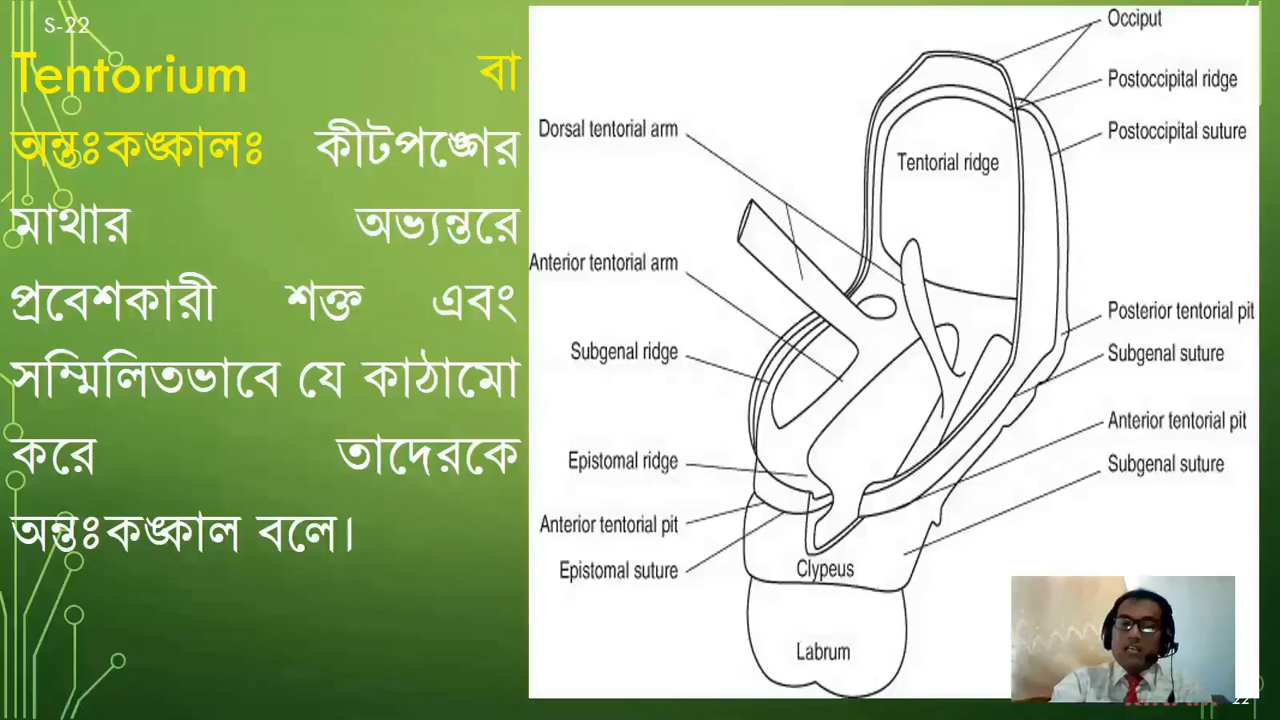 S-22
Tentorium বা
অন্তঃকঙ্কালঃ কীটপঙ্গের
মাথার অভ্যন্তরে
প্রবেশকারী শক্ত এবং
সম্মিলিতভাবে যে কাঠামো
করে তাদেরকে
অন্তঃকঙ্কাল বলে।
Occiput
Postoccipital ridge
Dorsal tentorial arm
Postoccipital suture
Tentorial ridge
Anterior tentorial arm
Posterior tentorial pit
Subgenal ridge
Subgenal suture
Anterior tentorial pit
Epistomal ridge
Subgenal suture
Anterior tentorial pit
Epistomal suture
Clypeus
Labrum
22